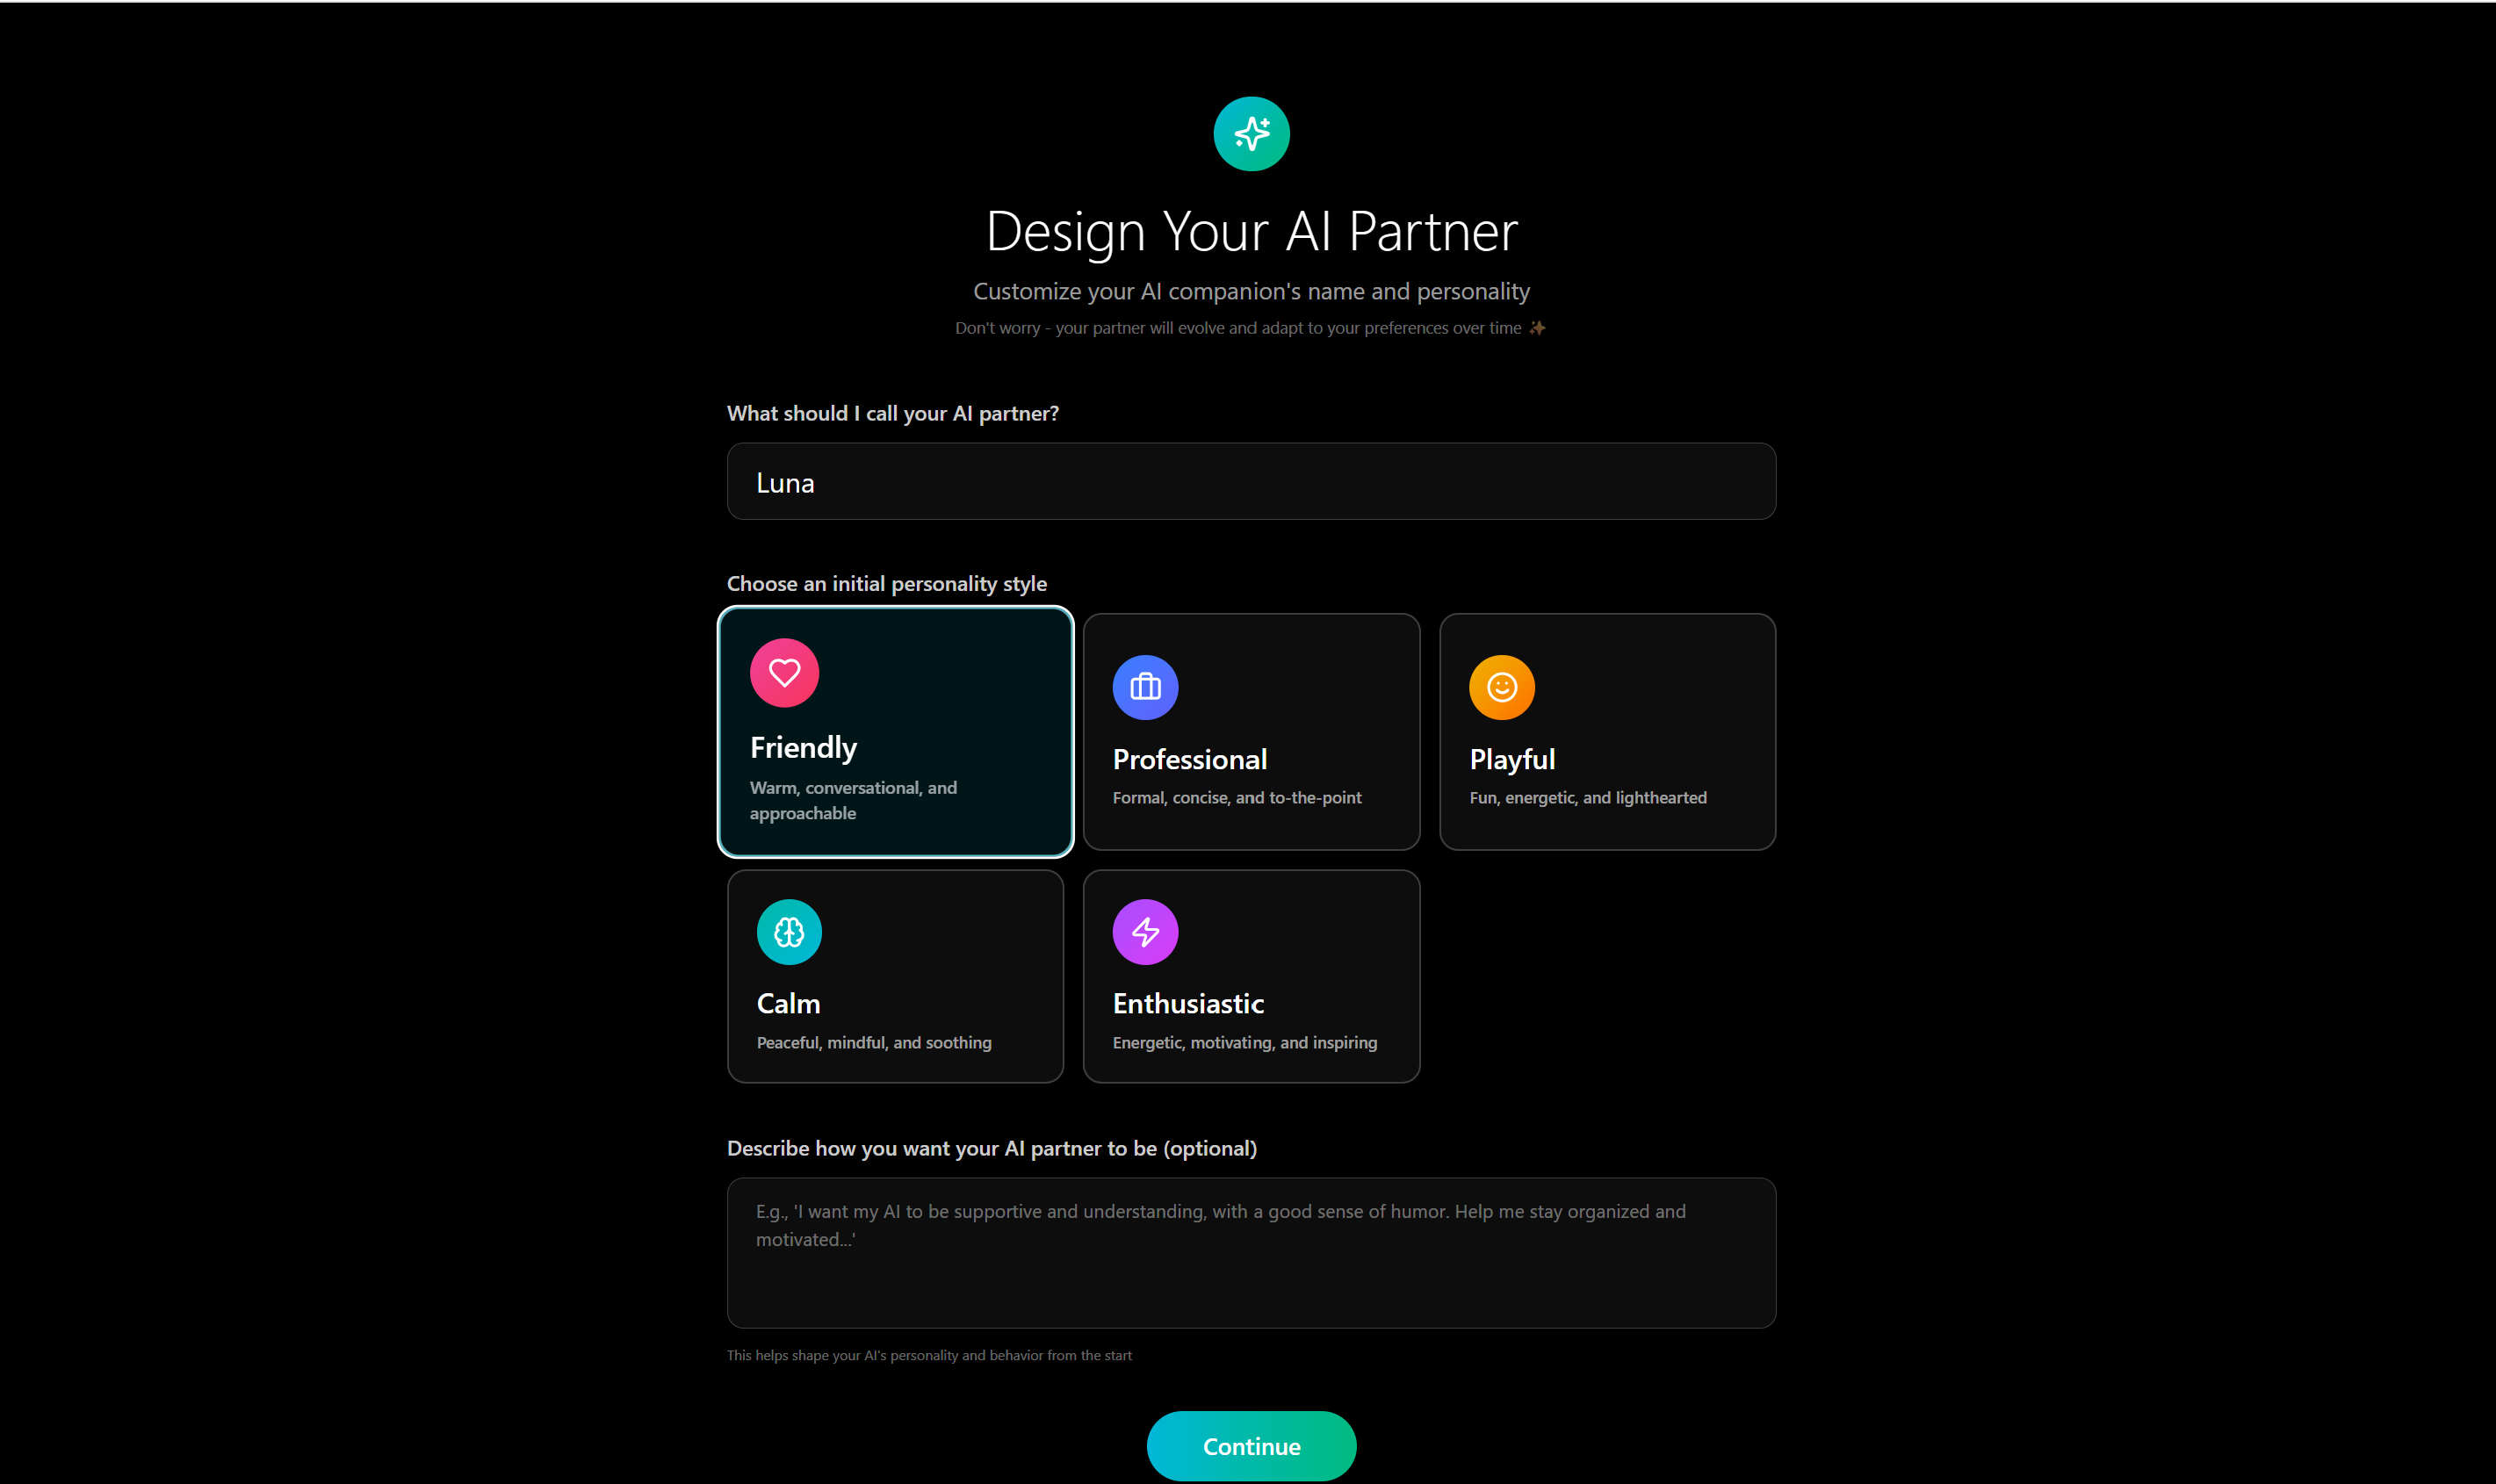 Design Your AI Partner
Customize your AI companion's name and personality
Don't worry - your partner will evolve and adapt to your preferences over time ✨
What should I call your AI partner?
Luna
Choose an initial personality style
Friendly
Warm, conversational, and
approachable
Professional
Formal, concise, and to-the-point
Playful
Fun, energetic, and lighthearted
Calm
Peaceful, mindful, and soothing
Enthusiastic
Energetic, motivating, and inspiring
Describe how you want your AI partner to be (optional)
E.g., 'I want my AI to be supportive and understanding, with a good sense of humor. Help me stay organized and
motivated...'
This helps shape your AI's personality and behavior from the start
Continue